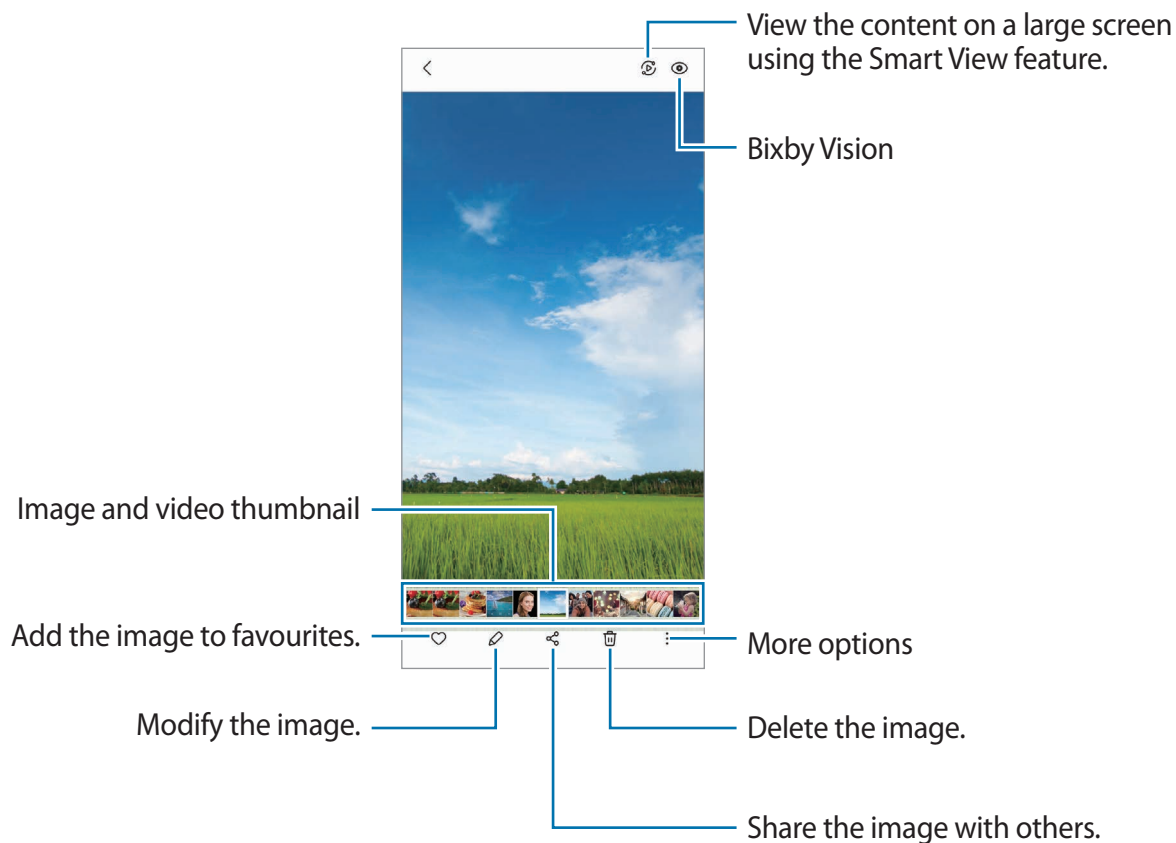 View the content on a large screen
using the Smart View feature.
Bixby Vision
Image and video thumbnail
Add the image to favourites.
More options
Modify the image.
Delete the image.
Share the image with others.